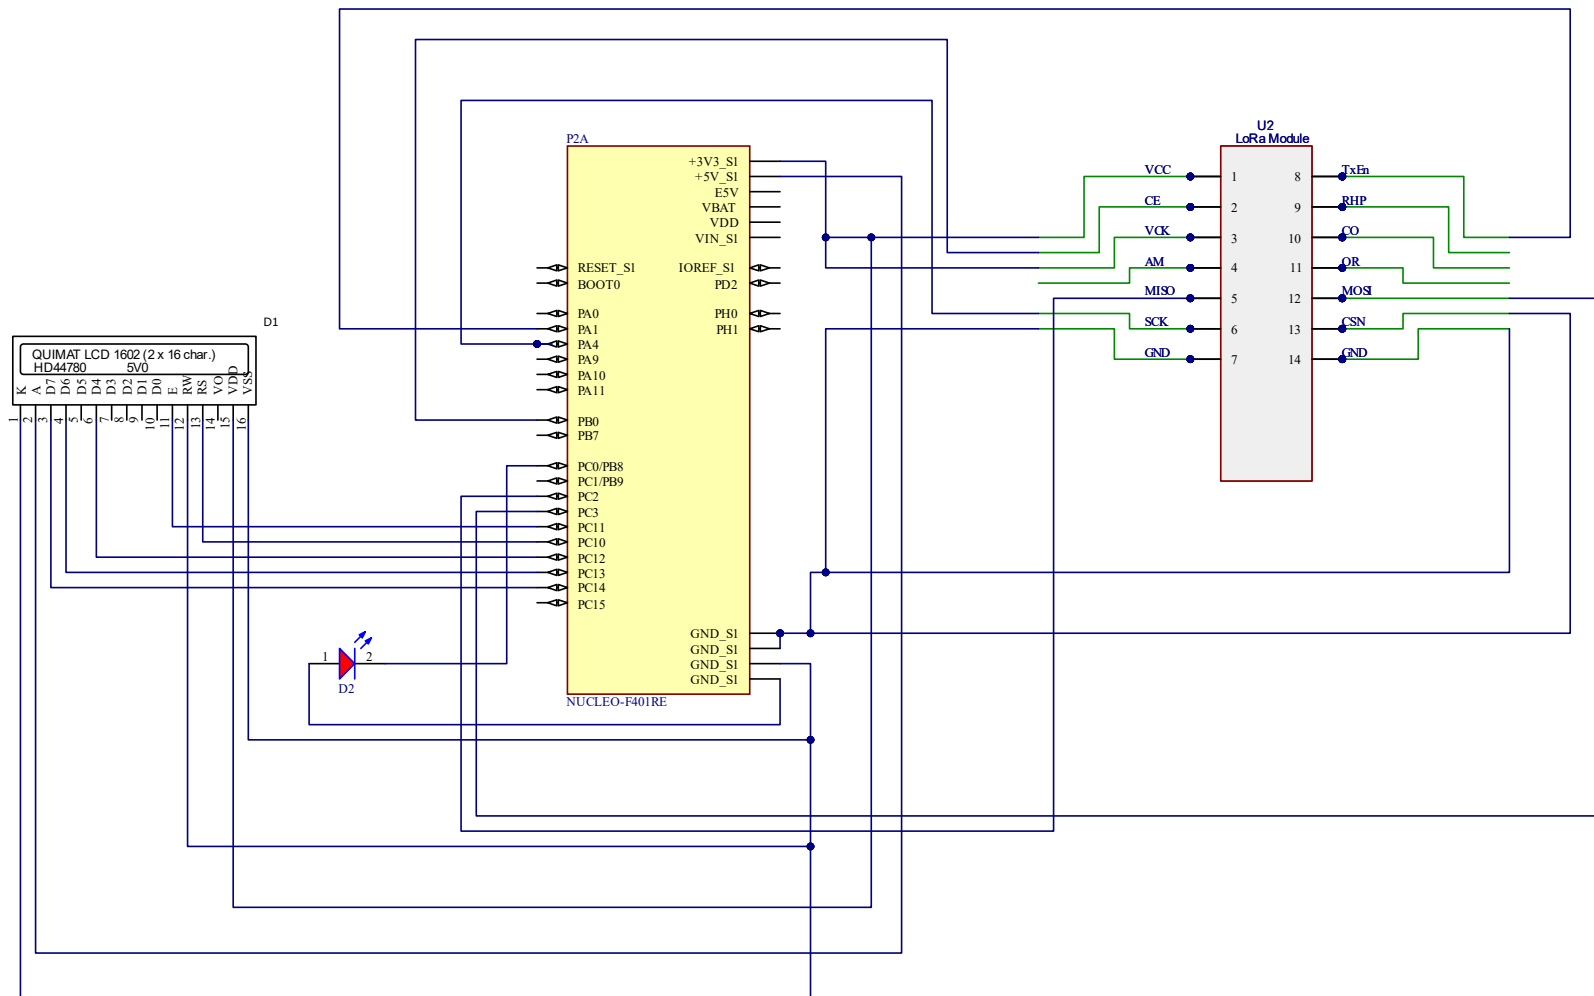 U2
LoRa Module
P2A
+3V3_S1
+5V_S1
E5V
VBAT
VDD
VIN_S1
RESET_S1
IOREF_S1
BOOT0
PD2
PA0
PH0
PA1
PH1
PA4
PA9
PA10
PA11
PB0
PB7
PC0/PB8
PC1/PB9
PC2
PC3
PC11
PC10
PC12
PC13
PC14
PC15
GND_S1
GND_S1
GND_S1
GND_S1
NUCLEO-F401RE
VCC 1 8 TxEn
CE 2 9 RHP
VCK 3 10 CO
AM 4 11 OR
MISO 5 12 MOSI
SCK 6 13 CSN
GND 7 14 GND
D1
QUIMAT LCD 1602 (2 x 16 char.)
HD44780 5V0
K A D7 D6 D5 D4 D3 D2 D1 D0 E RW RS VO VDD VSS
1 2 3 4 5 6 7 8 9 10 11 12 13 14 15 16
1 2
D2